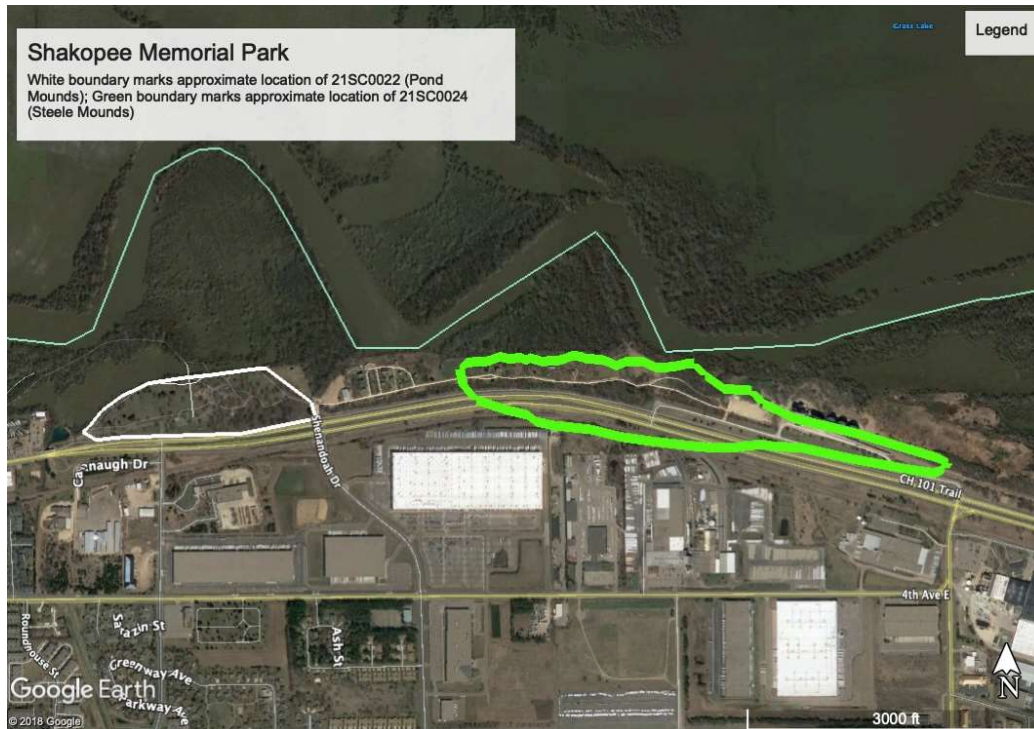 Grass Lake
Legend
Shakopee Memorial Park
White boundary marks approximate location of 21SC0022 (Pond
Mounds); Green boundary marks approximate location of 21SC0024
(Steele Mounds)
Cavanaugh Dr
Shenandoah Dr
CH 101 Trail
4th Ave E
Sarazin St
Ash St
Roundhouse St
Greenway Ave
Parkway Ave
Google Earth
N
© 2018 Google
3000 ft